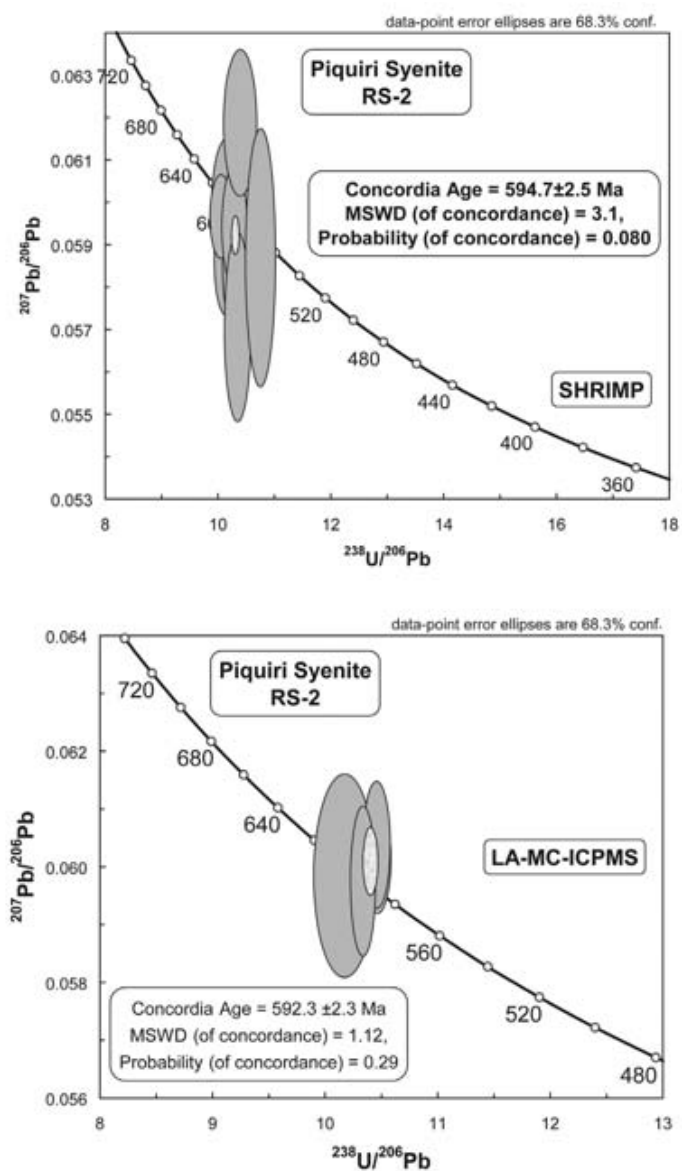 data-point error ellipses are 68.3% conf.
Piquiri Syenite
RS-2
Concordia Age = 594.7±2.5 Ma
MSWD (of concordance) = 3.1,
Probability (of concordance) = 0.080
SHRIMP
0.063
0.061
0.059
0.057
0.055
0.053
²⁰⁷Pb/²⁰⁶Pb
720
680
640
520
480
440
400
360
8 10 12 14 16 18
²³⁸U/²⁰⁶Pb
data-point error ellipses are 68.3% conf.
Piquiri Syenite
RS-2
LA-MC-ICPMS
Concordia Age = 592.3 ±2.3 Ma
MSWD (of concordance) = 1.12,
Probability (of concordance) = 0.29
0.064
0.062
0.060
0.058
0.056
²⁰⁷Pb/²⁰⁶Pb
720
680
640
560
520
480
8 9 10 11 12 13
²³⁸U/²⁰⁶Pb